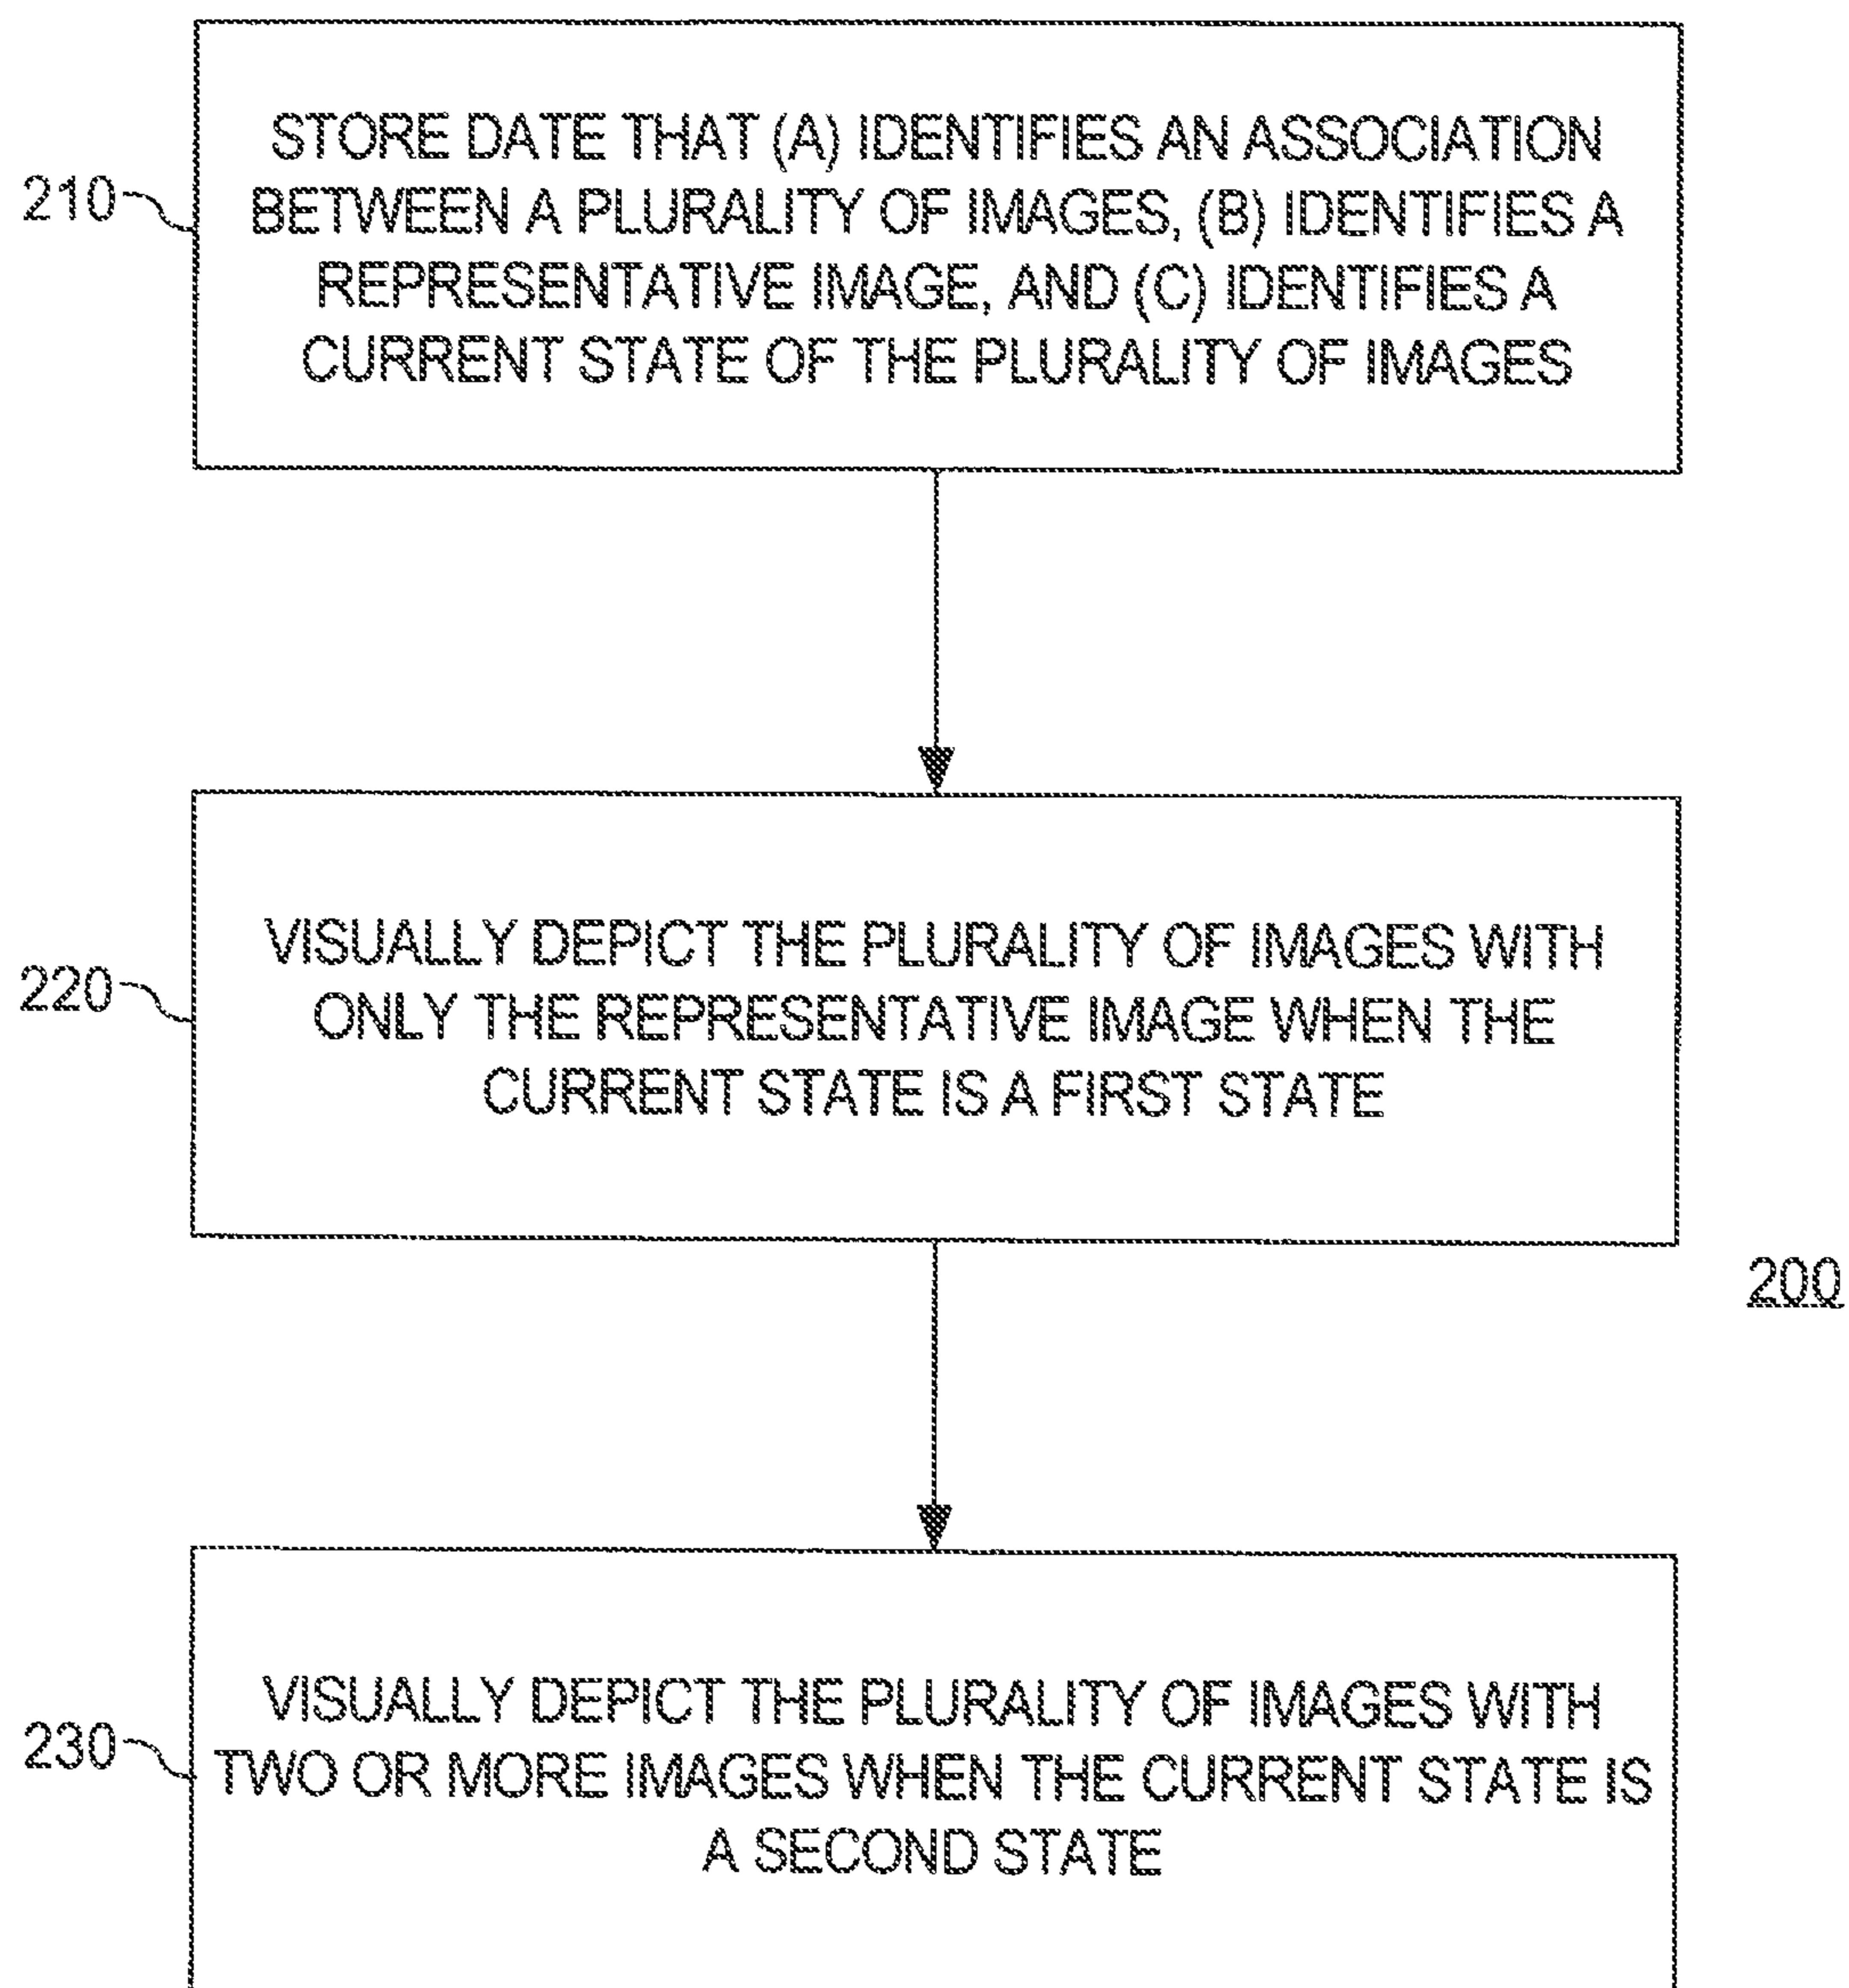 STORE DATE THAT (A) IDENTIFIES AN ASSOCIATION
BETWEEN A PLURALITY OF IMAGES, (B) IDENTIFIES A
REPRESENTATIVE IMAGE, AND (C) IDENTIFIES A
CURRENT STATE OF THE PLURALITY OF IMAGES
210
VISUALLY DEPICT THE PLURALITY OF IMAGES WITH
ONLY THE REPRESENTATIVE IMAGE WHEN THE
CURRENT STATE IS A FIRST STATE
220
200
VISUALLY DEPICT THE PLURALITY OF IMAGES WITH
TWO OR MORE IMAGES WHEN THE CURRENT STATE IS
A SECOND STATE
230